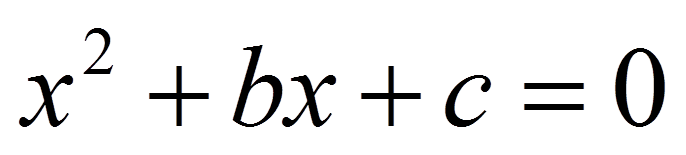 x² + bx + c = 0